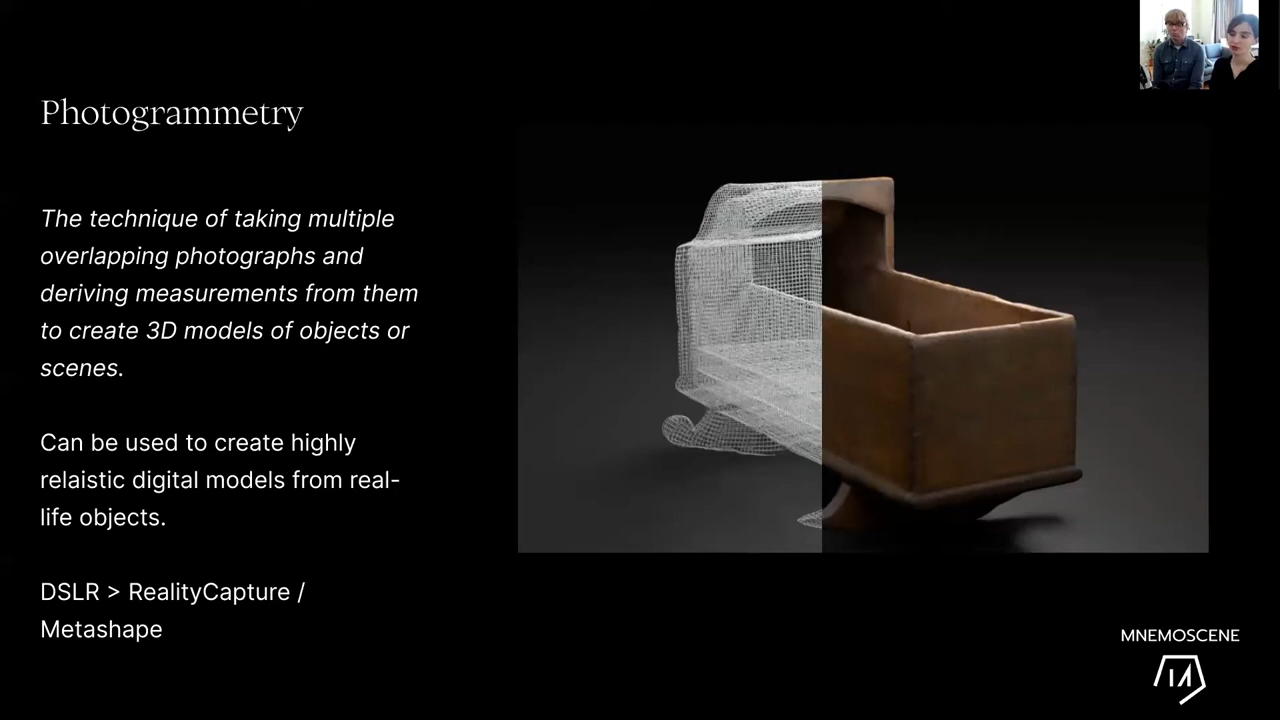 Photogrammetry
The technique of taking multiple
overlapping photographs and
deriving measurements from them
to create 3D models of objects or
scenes.
Can be used to create highly
relaistic digital models from real-
life objects.
DSLR > RealityCapture /
Metashape
MNEMOSCENE